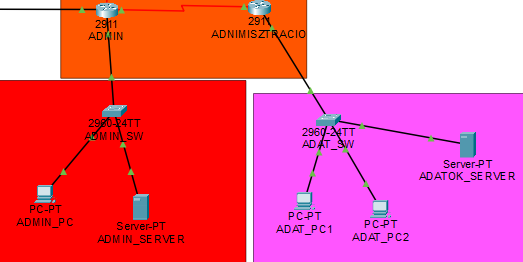 2911
ADMIN
2911
ADNIMISZTRACIO
2960-24TT
ADMIN_SW
2960-24TT
ADAT_SW
Server-PT
ADATOK_SERVER
PC-PT
ADMIN_PC
Server-PT
ADMIN_SERVER
PC-PT
ADAT_PC1
PC-PT
ADAT_PC2